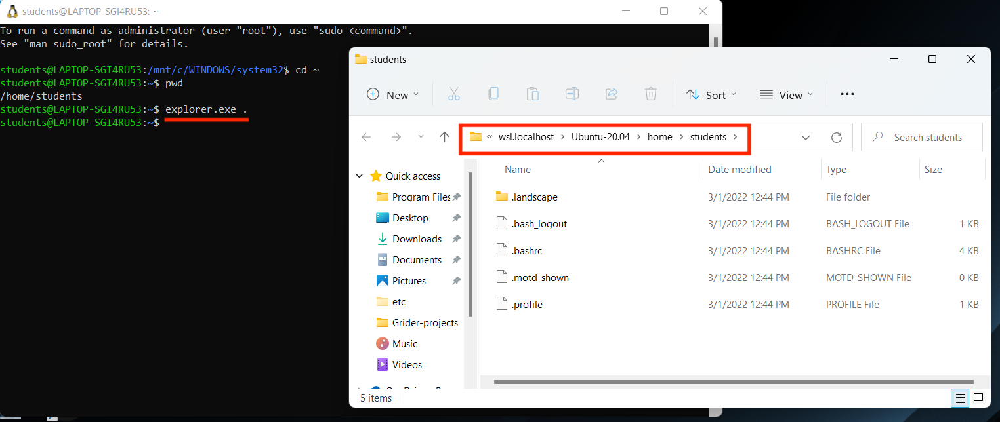 students@LAPTOP-SGI4RU53: ~
To run a command as administrator (user "root"), use "sudo <command>".
See "man sudo_root" for details.
students@LAPTOP-SGI4RU53:/mnt/c/WINDOWS/system32$ cd ~
students@LAPTOP-SGI4RU53:~$ pwd
/home/students
students@LAPTOP-SGI4RU53:~$ explorer.exe .
students@LAPTOP-SGI4RU53:~$
students
New Sort View
« wsl.localhost › Ubuntu-20.04 › home › students › Search students
Quick access
Program Files
Desktop
Downloads
Documents
Pictures
etc
Grider-projects
Music
Videos
Name Date modified Type Size
.landscape 3/1/2022 12:44 PM File folder
.bash_logout 3/1/2022 12:44 PM BASH_LOGOUT File 1 KB
.bashrc 3/1/2022 12:44 PM BASHRC File 4 KB
.motd_shown 3/1/2022 12:44 PM MOTD_SHOWN File 0 KB
.profile 3/1/2022 12:44 PM PROFILE File 1 KB
5 items